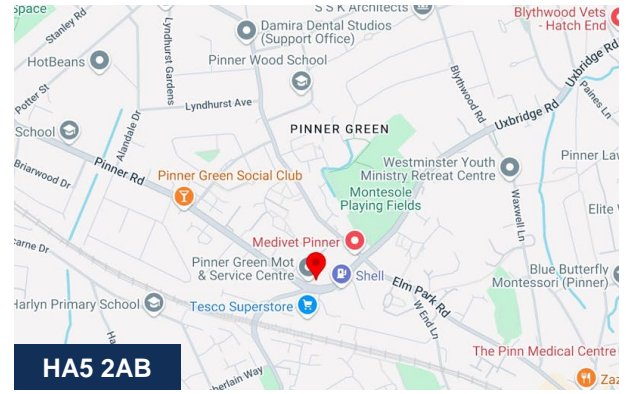 Space
Stanley Rd
S S K Architects
Blythwood Vets
- Hatch End
Damira Dental Studios
(Support Office)
HotBeans
Lyndhurst Gardens
Pinner Wood School
Uxbridge Rd
Potter St
Blythwood Rd
Paines Ln
Lyndhurst Ave
Uxbridge Rd
School
Alandale Dr
PINNER GREEN
Pinner Rd
Westminster Youth
Ministry Retreat Centre
Pinner Law
Briarwood Dr
Pinner Green Social Club
Montesole
Playing Fields
Waxwell Ln
Elite
arne Dr
Medivet Pinner
Pinner Green Mot
& Service Centre
Shell
Elm Park Rd
Blue Butterfly
Montessori (Pinner)
Harlyn Primary School
Tesco Superstore
W End Ln
Ha
The Pinn Medical Centre
HA5 2AB
berlain Way
Zaz